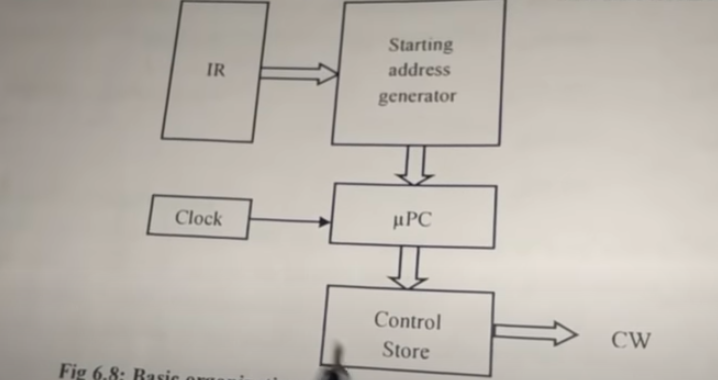 IR
Starting
address
generator
Clock
μPC
Control
Store
CW
Fig 6.8: Basic